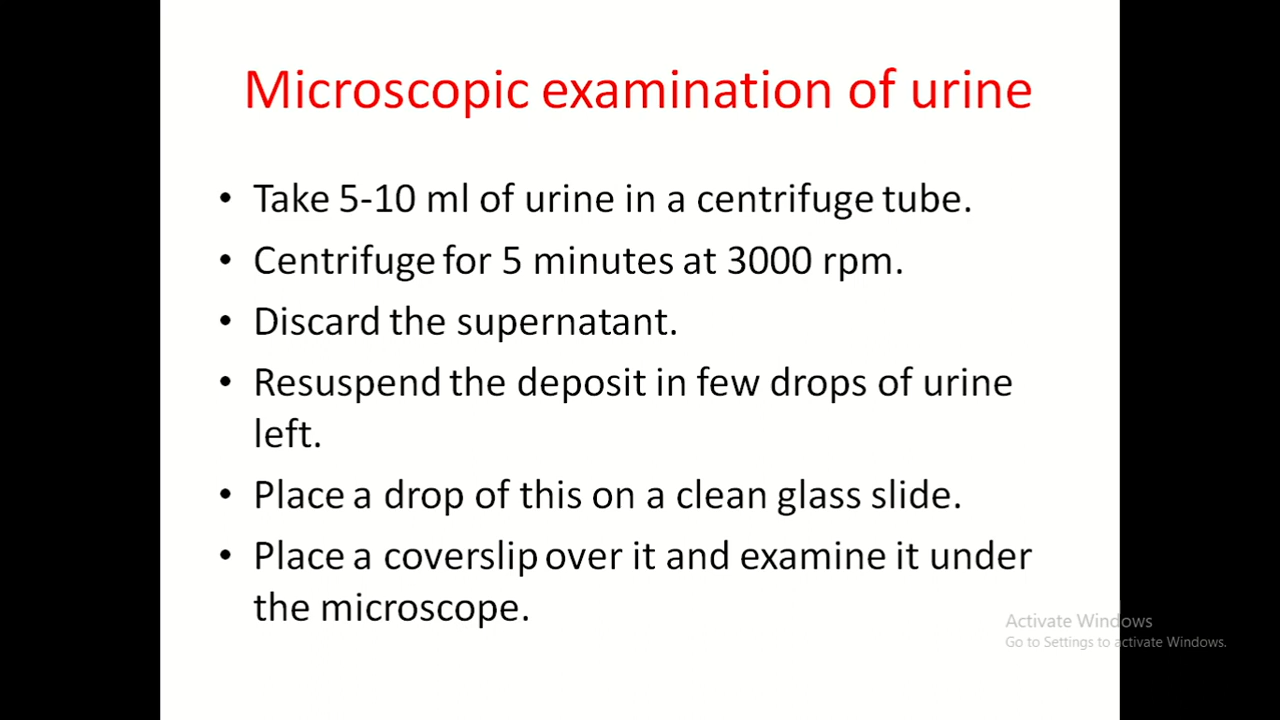 Microscopic examination of urine
• Take 5-10 ml of urine in a centrifuge tube.
• Centrifuge for 5 minutes at 3000 rpm.
• Discard the supernatant.
• Resuspend the deposit in few drops of urine
left.
• Place a drop of this on a clean glass slide.
• Place a coverslip over it and examine it under
the microscope.
Activate Windows
Go to Settings to activate Windows.